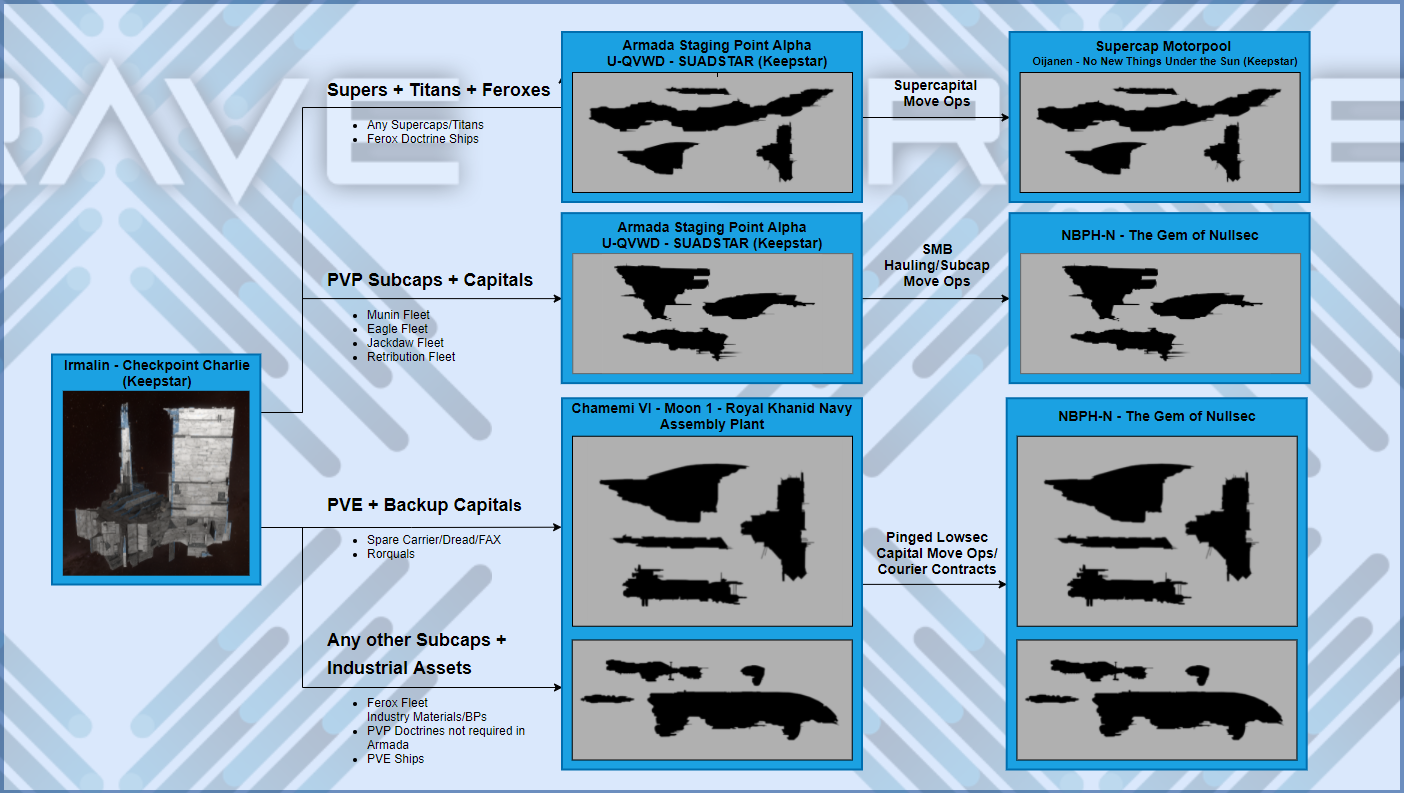 Irmalin - Checkpoint Charlie
(Keepstar)
Supers + Titans + Feroxes
Any Supercaps/Titans
Ferox Doctrine Ships
Armada Staging Point Alpha
U-QVWD - SUADSTAR (Keepstar)
Supercapital
Move Ops
Supercap Motorpool
Oijanen - No New Things Under the Sun (Keepstar)
PVP Subcaps + Capitals
Munin Fleet
Eagle Fleet
Jackdaw Fleet
Retribution Fleet
Armada Staging Point Alpha
U-QVWD - SUADSTAR (Keepstar)
SMB
Hauling/Subcap
Move Ops
NBPH-N - The Gem of Nullsec
PVE + Backup Capitals
Spare Carrier/Dread/FAX
Rorquals
Chamemi VI - Moon 1 - Royal Khanid Navy
Assembly Plant
Pinged Lowsec
Capital Move Ops/
Courier Contracts
NBPH-N - The Gem of Nullsec
Any other Subcaps +
Industrial Assets
Ferox Fleet
Industry Materials/BPs
PVP Doctrines not required in
Armada
PVE Ships